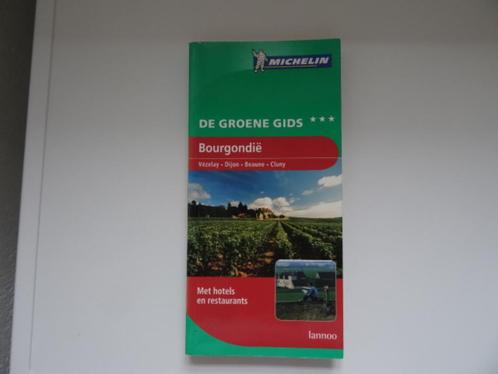 MICHELIN
DE GROENE GIDS ★★★
Bourgondië
Vézelay • Dijon • Beaune • Cluny
Met hotels
en restaurants
lannoo